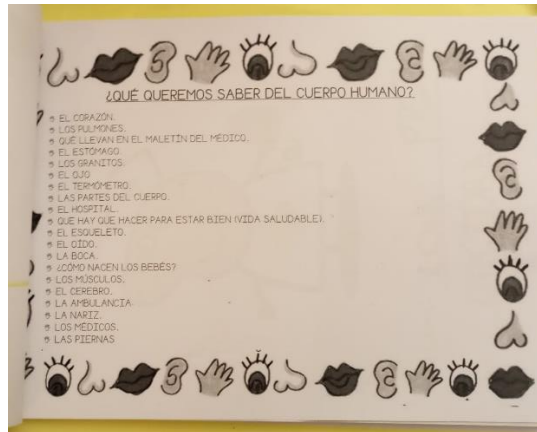 ¿QUÉ QUEREMOS SABER DEL CUERPO HUMANO?
EL CORAZÓN.
LOS PULMONES.
QUÉ LLEVAN EN EL MALETÍN DEL MÉDICO.
EL ESTÓMAGO.
LOS GRANITOS.
EL OJO
EL TERMÓMETRO.
LAS PARTES DEL CUERPO.
EL HOSPITAL.
QUE HAY QUE HACER PARA ESTAR BIEN (VIDA SALUDABLE).
EL ESQUELETO.
EL OÍDO.
LA BOCA.
¿CÓMO NACEN LOS BEBÉS?
LOS MÚSCULOS.
EL CEREBRO.
LA AMBULANCIA.
LA NARIZ.
LOS MÉDICOS.
LAS PIERNAS